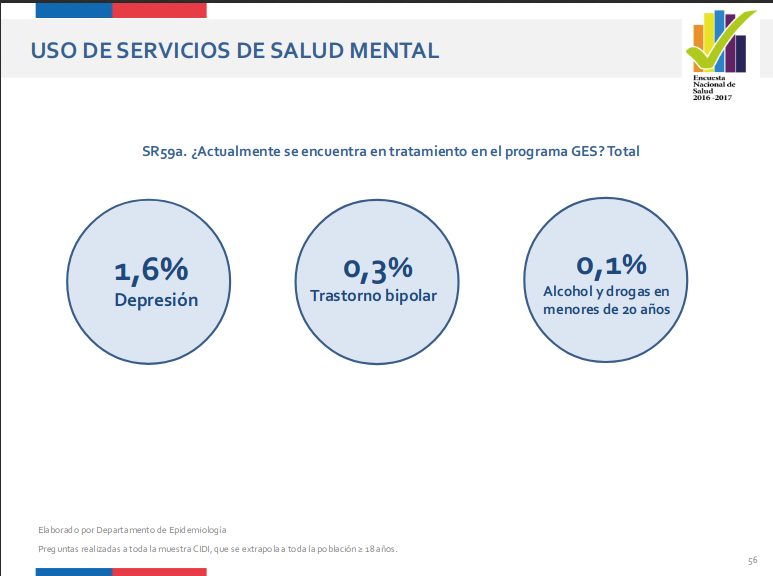 USO DE SERVICIOS DE SALUD MENTAL
Encuesta
Nacional de
Salud
2016 -2017
SR59a. ¿Actualmente se encuentra en tratamiento en el programa GES? Total
1,6%
Depresión
0,3%
Trastorno bipolar
0,1%
Alcohol y drogas en
menores de 20 años
Elaborado por Departamento de Epidemiología
Preguntas realizadas a toda la muestra CIDI, que se extrapola a toda la población ≥ 18 años.
56